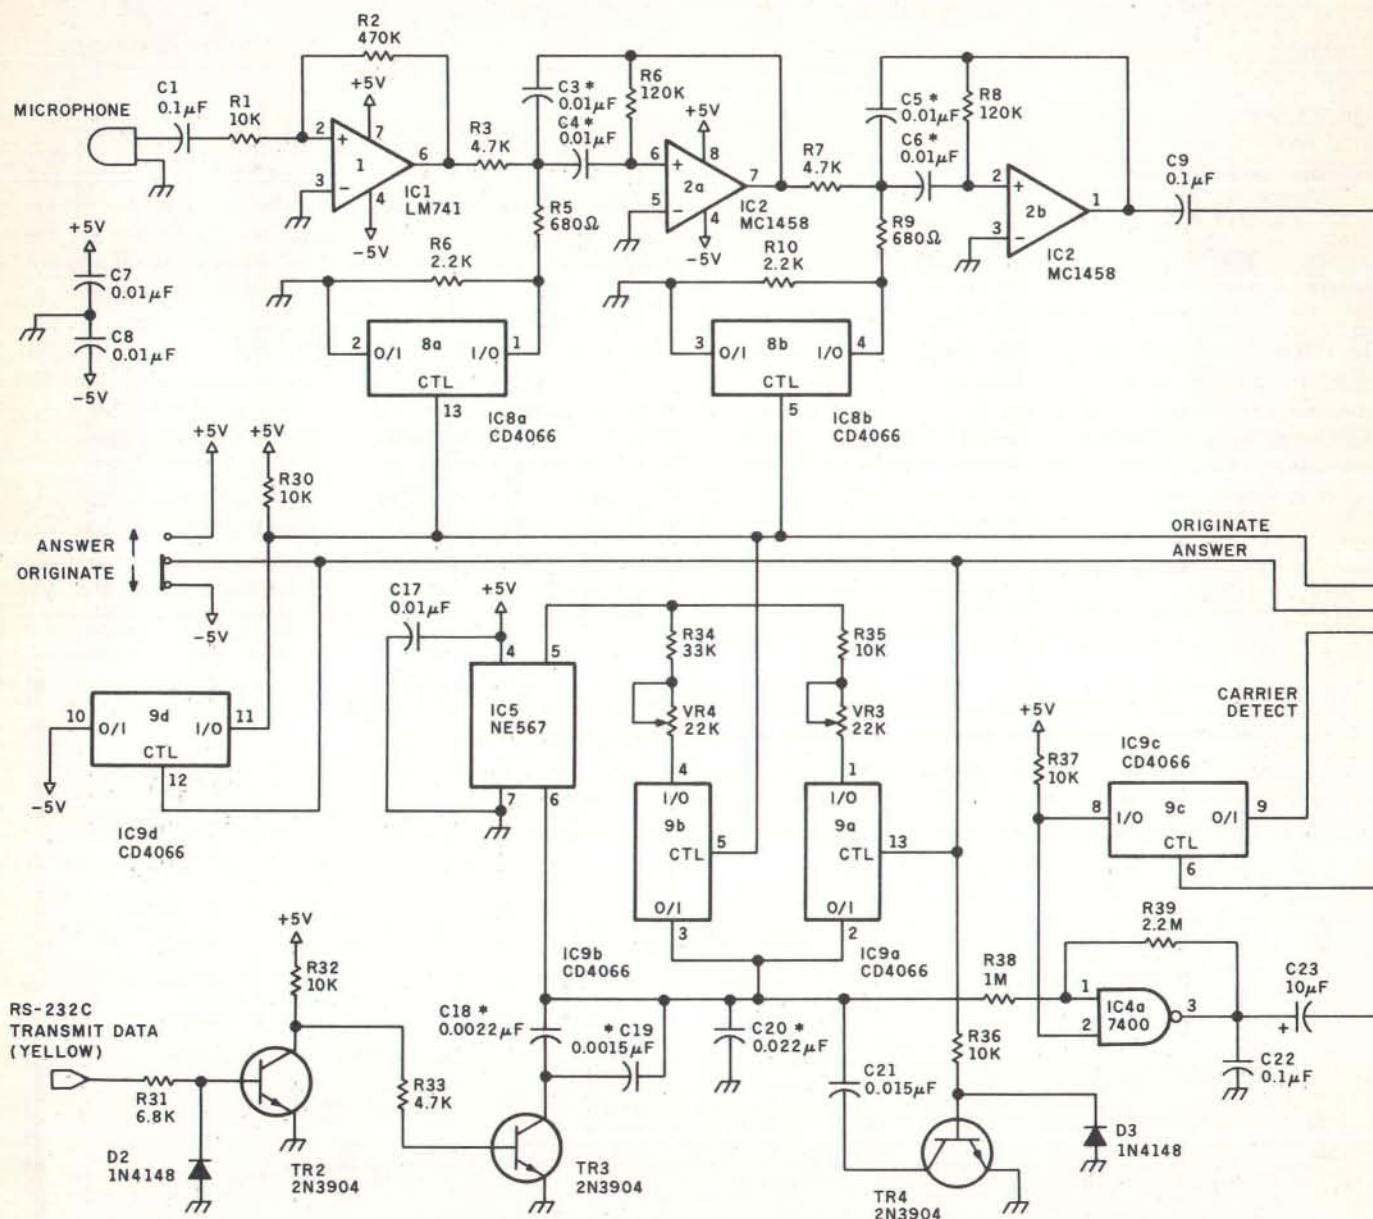 R2
470K
+5V
C1
0.1μF
MICROPHONE
R1
10K
2
+
7
1
6
3
−
4
IC1
LM741
-5V
R3
4.7K
C3 *
0.01μF
C4 *
0.01μF
R6
120K
+5V
8
6
+
2a
7
5
−
4
IC2
MC1458
-5V
R5
680Ω
R7
4.7K
C5 *
0.01μF
C6 *
0.01μF
R8
120K
2
+
2b
1
3
−
IC2
MC1458
C9
0.1μF
R9
680Ω
+5V
C7
0.01μF
C8
0.01μF
-5V
R6
2.2K
2
O/I
8a
I/O
1
CTL
13
IC8a
CD4066
R10
2.2K
3
O/I
8b
I/O
4
CTL
5
IC8b
CD4066
+5V
+5V
R30
10K
ANSWER
ORIGINATE
-5V
ORIGINATE
ANSWER
C17
0.01μF
+5V
4
5
IC5
NE567
7
6
R34
33K
VR4
22K
R35
10K
VR3
22K
10
O/I
9d
I/O
11
CTL
12
-5V
IC9d
CD4066
4
I/O
9b
CTL
5
O/I
3
IC9b
CD4066
1
I/O
9a
CTL
13
O/I
2
IC9a
CD4066
CARRIER
DETECT
+5V
R37
10K
IC9c
CD4066
8
I/O
9c
O/I
9
CTL
6
R39
2.2M
R38
1M
1
IC4a
7400
3
2
C23
10μF
+
C22
0.1μF
+5V
R32
10K
RS-232C
TRANSMIT DATA
(YELLOW)
R31
6.8K
D2
1N4148
TR2
2N3904
R33
4.7K
C18 *
0.0022μF
* C19
0.0015μF
C20 *
0.022μF
C21
0.015μF
R36
10K
TR3
2N3904
D3
1N4148
TR4
2N3904